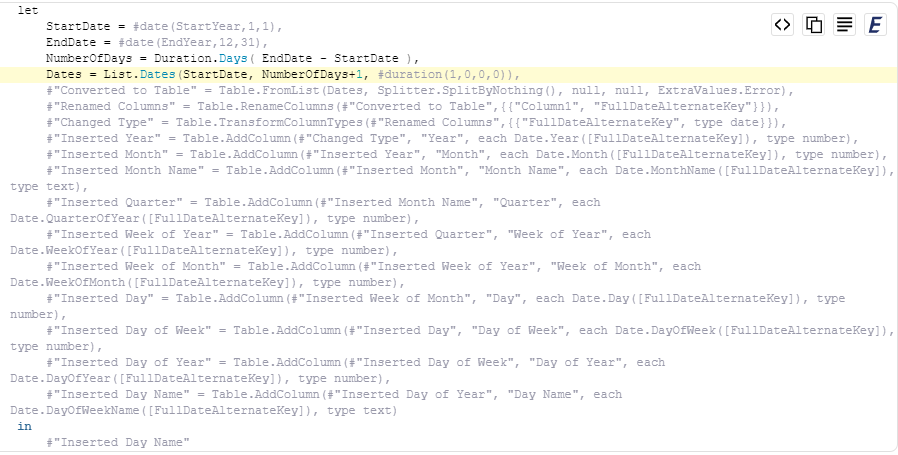 let
StartDate = #date(StartYear,1,1),
EndDate = #date(EndYear,12,31),
NumberOfDays = Duration.Days( EndDate - StartDate ),
Dates = List.Dates(StartDate, NumberOfDays+1, #duration(1,0,0,0)),
#"Converted to Table" = Table.FromList(Dates, Splitter.SplitByNothing(), null, null, ExtraValues.Error),
#"Renamed Columns" = Table.RenameColumns(#"Converted to Table",{{"Column1", "FullDateAlternateKey"}}),
#"Changed Type" = Table.TransformColumnTypes(#"Renamed Columns",{{"FullDateAlternateKey", type date}}),
#"Inserted Year" = Table.AddColumn(#"Changed Type", "Year", each Date.Year([FullDateAlternateKey]), type number),
#"Inserted Month" = Table.AddColumn(#"Inserted Year", "Month", each Date.Month([FullDateAlternateKey]), type number),
#"Inserted Month Name" = Table.AddColumn(#"Inserted Month", "Month Name", each Date.MonthName([FullDateAlternateKey]),
type text),
#"Inserted Quarter" = Table.AddColumn(#"Inserted Month Name", "Quarter", each
Date.QuarterOfYear([FullDateAlternateKey]), type number),
#"Inserted Week of Year" = Table.AddColumn(#"Inserted Quarter", "Week of Year", each
Date.WeekOfYear([FullDateAlternateKey]), type number),
#"Inserted Week of Month" = Table.AddColumn(#"Inserted Week of Year", "Week of Month", each
Date.WeekOfMonth([FullDateAlternateKey]), type number),
#"Inserted Day" = Table.AddColumn(#"Inserted Week of Month", "Day", each Date.Day([FullDateAlternateKey]), type
number),
#"Inserted Day of Week" = Table.AddColumn(#"Inserted Day", "Day of Week", each Date.DayOfWeek([FullDateAlternateKey]),
type number),
#"Inserted Day of Year" = Table.AddColumn(#"Inserted Day of Week", "Day of Year", each
Date.DayOfYear([FullDateAlternateKey]), type number),
#"Inserted Day Name" = Table.AddColumn(#"Inserted Day of Year", "Day Name", each
Date.DayOfWeekName([FullDateAlternateKey]), type text)
in
#"Inserted Day Name"
E